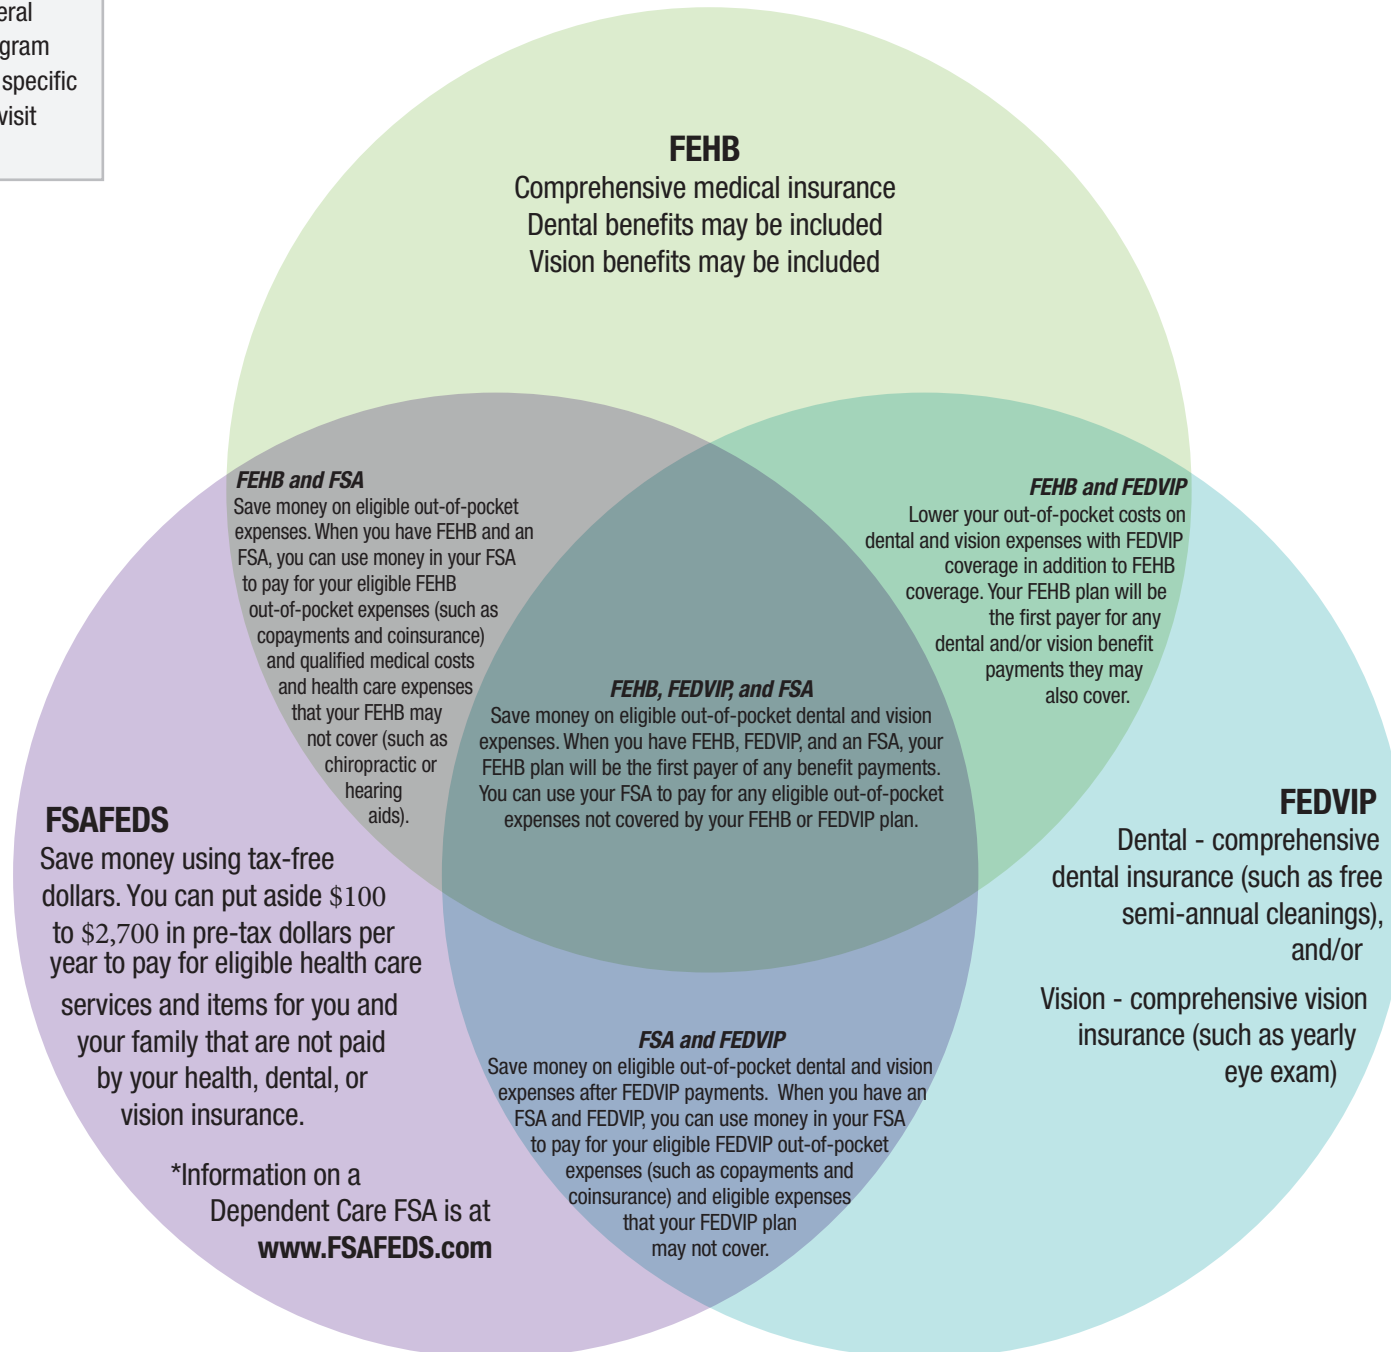 eral
gram
specific
visit
FEHB
Comprehensive medical insurance
Dental benefits may be included
Vision benefits may be included
FEHB and FSA
Save money on eligible out-of-pocket
expenses. When you have FEHB and an
FSA, you can use money in your FSA
to pay for your eligible FEHB
out-of-pocket expenses (such as
copayments and coinsurance)
and qualified medical costs
and health care expenses
that your FEHB may
not cover (such as
chiropractic or
hearing
aids).
FEHB and FEDVIP
Lower your out-of-pocket costs on
dental and vision expenses with FEDVIP
coverage in addition to FEHB
coverage. Your FEHB plan will be
the first payer for any
dental and/or vision benefit
payments they may
also cover.
FEHB, FEDVIP, and FSA
Save money on eligible out-of-pocket dental and vision
expenses. When you have FEHB, FEDVIP, and an FSA, your
FEHB plan will be the first payer of any benefit payments.
You can use your FSA to pay for any eligible out-of-pocket
expenses not covered by your FEHB or FEDVIP plan.
FSAFEDS
Save money using tax-free
dollars. You can put aside $100
to $2,700 in pre-tax dollars per
year to pay for eligible health care
services and items for you and
your family that are not paid
by your health, dental, or
vision insurance.
*Information on a
Dependent Care FSA is at
www.FSAFEDS.com
FEDVIP
Dental - comprehensive
dental insurance (such as free
semi-annual cleanings),
and/or
Vision - comprehensive vision
insurance (such as yearly
eye exam)
FSA and FEDVIP
Save money on eligible out-of-pocket dental and vision
expenses after FEDVIP payments. When you have an
FSA and FEDVIP, you can use money in your FSA
to pay for your eligible FEDVIP out-of-pocket
expenses (such as copayments and
coinsurance) and eligible expenses
that your FEDVIP plan
may not cover.